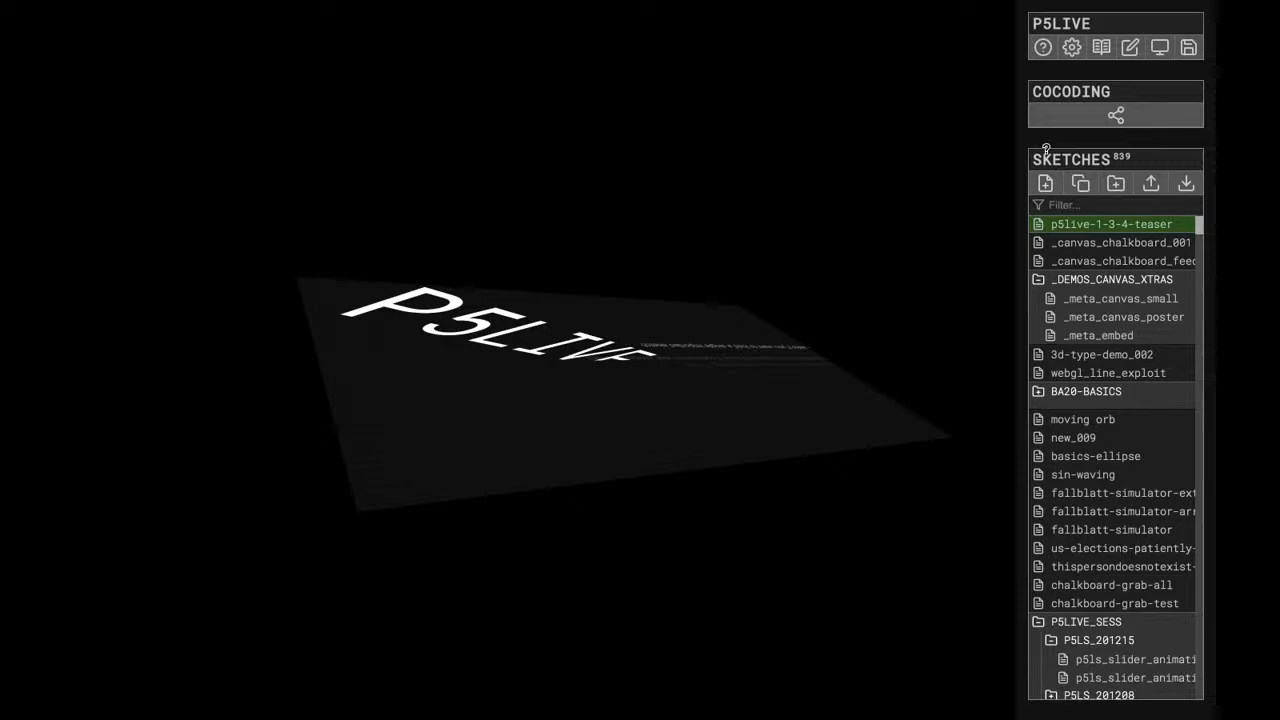 P5LIVE
P5LIVE
COCODING
SKETCHES 839
Filter...
p5live-1-3-4-teaser
_canvas_chalkboard_001
_canvas_chalkboard_feec
_DEMOS_CANVAS_XTRAS
_meta_canvas_small
_meta_canvas_poster
_meta_embed
3d-type-demo_002
webgl_line_exploit
BA20-BASICS
moving orb
new_009
basics-ellipse
sin-waving
fallblatt-simulator-ext
fallblatt-simulator-arr
fallblatt-simulator
us-elections-patiently-
thispersondoesnotexist-
chalkboard-grab-all
chalkboard-grab-test
P5LIVE_SESS
P5LS_201215
p5ls_slider_animati
p5ls_slider_animati
P5LS_201208